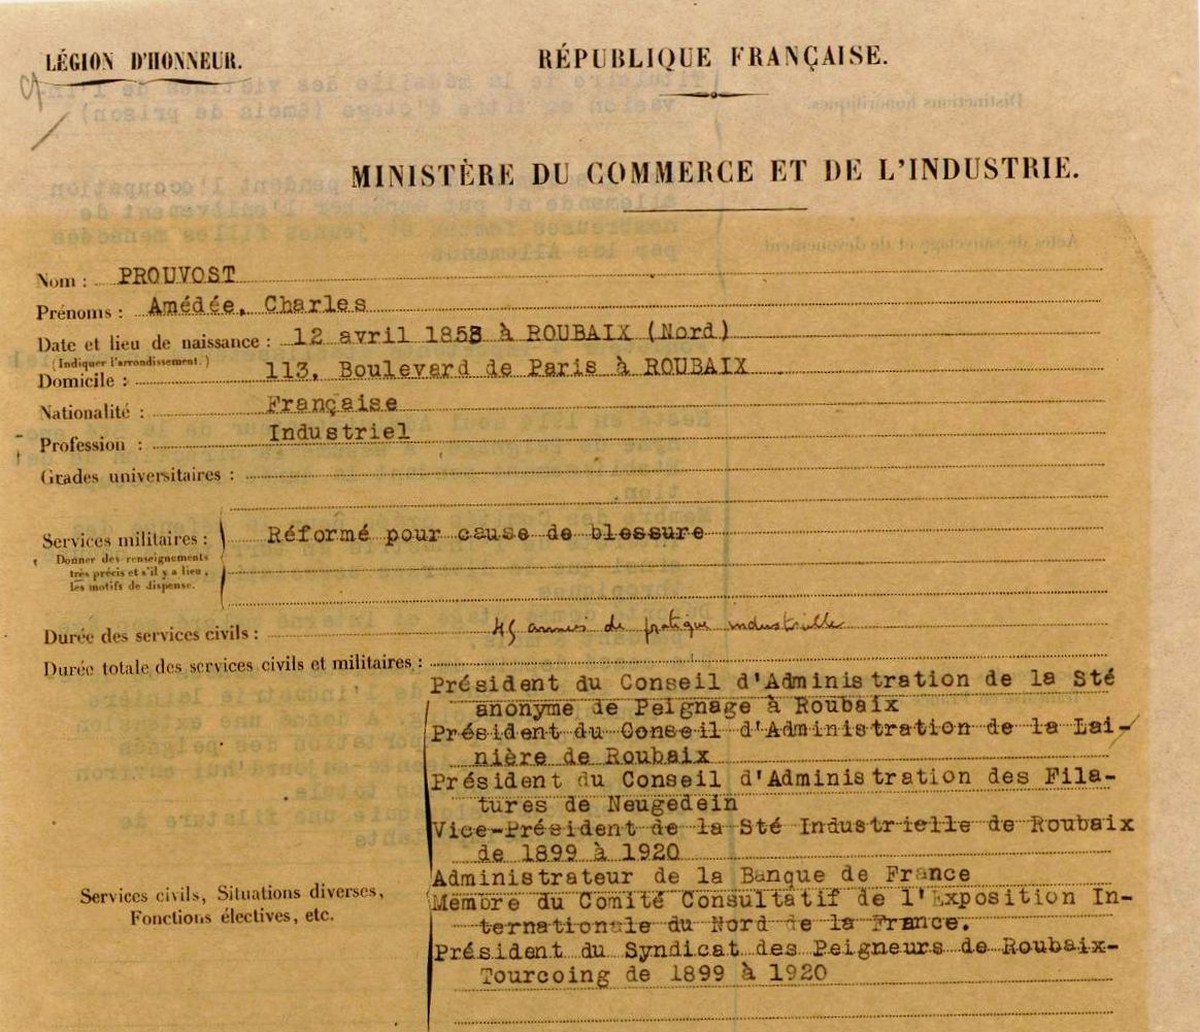 LÉGION D'HONNEUR.
RÉPUBLIQUE FRANÇAISE.
MINISTÈRE DU COMMERCE ET DE L'INDUSTRIE.
Nom : PROUVOST
Prénoms : Amédée, Charles
Date et lieu de naissance : 12 avril 1853 à ROUBAIX (Nord)
(Indiquer l'arrondissement.)
Domicile : 113, Boulevard de Paris à ROUBAIX
Nationalité : Française
Profession : Industriel
Grades universitaires :
Services militaires : Réformé pour cause de blessure
Donner des renseignements
très précis et s'il y a lieu,
les motifs de dispense.
Durée des services civils : 45 années de pratique industrielle
Durée totale des services civils et militaires :
Président du Conseil d'Administration de la Sté
anonyme de Peignage à Roubaix
Président du Conseil d'Administration de la Lai-
nière de Roubaix
Président du Conseil d'Administration des Fila-
tures de Neugedein
Vice-Président de la Sté Industrielle de Roubaix
de 1899 à 1920
Services civils, Situations diverses,
Fonctions électives, etc.
Administrateur de la Banque de France
Membre du Comité Consultatif de l'Exposition In-
ternationale du Nord de la France.
Président du Syndicat des Peigneurs de Roubaix-
Tourcoing de 1899 à 1920